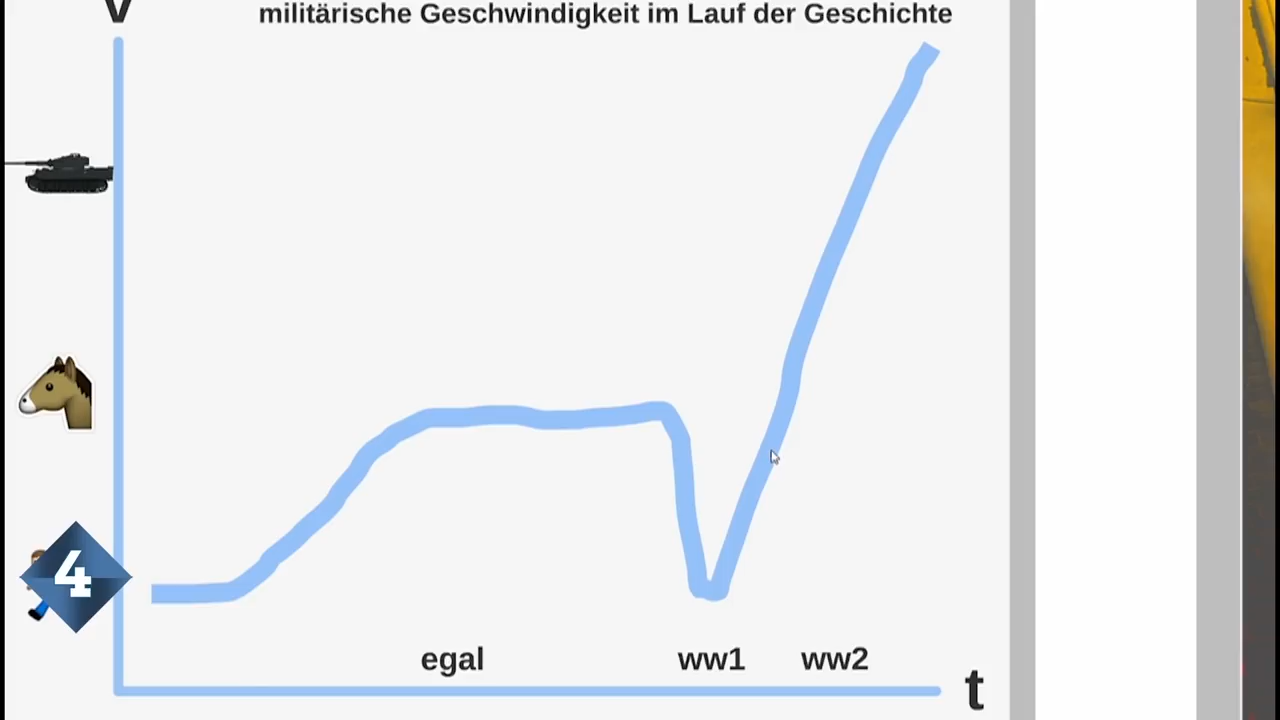 v
militärische Geschwindigkeit im Lauf der Geschichte
4
egal
ww1
ww2
t